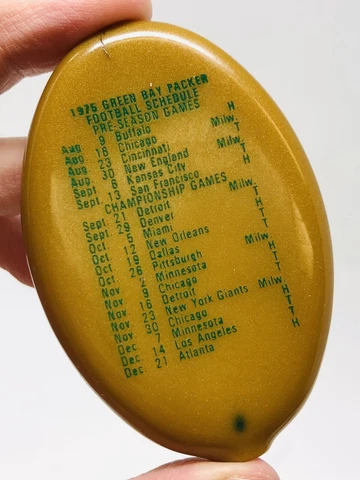 1975 GREEN BAY PACKER
FOOTBALL SCHEDULE
PRE-SEASON GAMES
Aug 9 Buffalo H
Aug. 16 Chicago Milw.
Aug. 23 Cincinnati T
Aug. 30 New England Milw.
Sept. 6 Kansas City T
Sept. 13 San Francisco H
CHAMPIONSHIP GAMES
Sept. 21 Detroit Milw.
Sept. 29 Denver
Oct. 5 Miami
Oct. 12 New Orleans T
Oct. 19 Dallas T
Oct. 26 Pittsburgh Milw.
Nov. 2 Minnesota H
Nov. 9 Chicago T
Nov. 16 Detroit T
Nov. 23 New York Giants Milw.
Nov. 30 Chicago H
Dec. 7 Minnesota T
Dec. 14 Los Angeles T
Dec. 21 Atlanta H